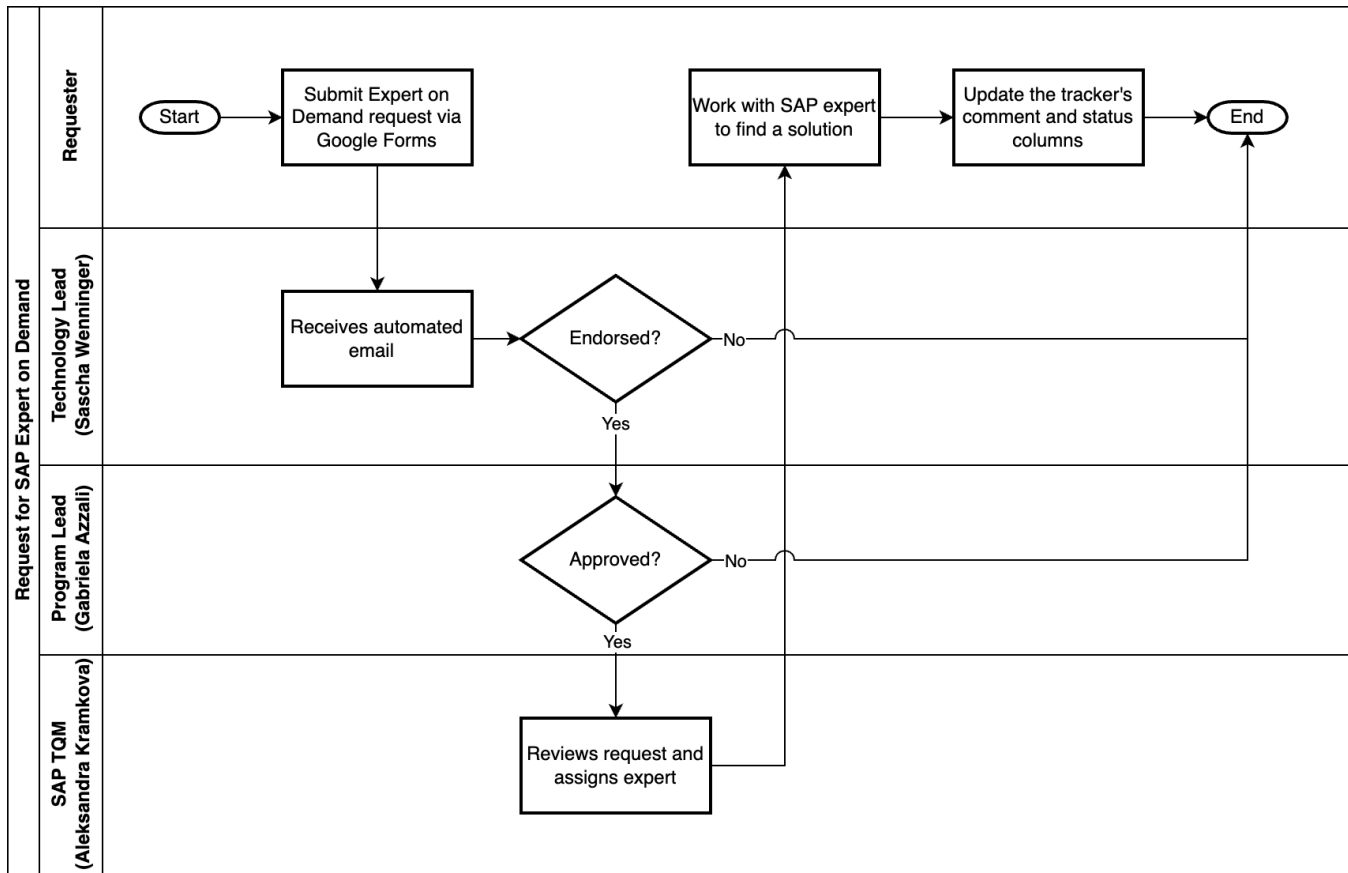 Request for SAP Expert on Demand
Requester
Start
Submit Expert on
Demand request via
Google Forms
Work with SAP expert
to find a solution
Update the tracker's
comment and status
columns
End
Technology Lead
(Sascha Wenninger)
Receives automated
email
Endorsed?
No
Yes
Program Lead
(Gabriela Azzali)
Approved?
No
Yes
SAP TQM
(Aleksandra Kramkova)
Reviews request and
assigns expert